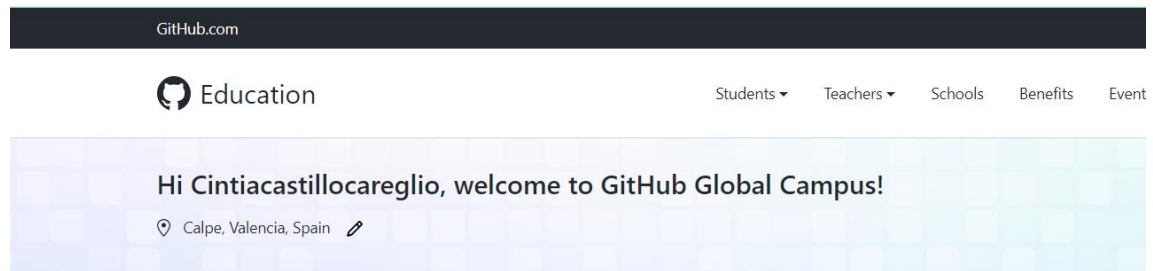 GitHub.com
Education Students Teachers Schools Benefits Event
Hi Cintiacastillocareglio, welcome to GitHub Global Campus!
Calpe, Valencia, Spain